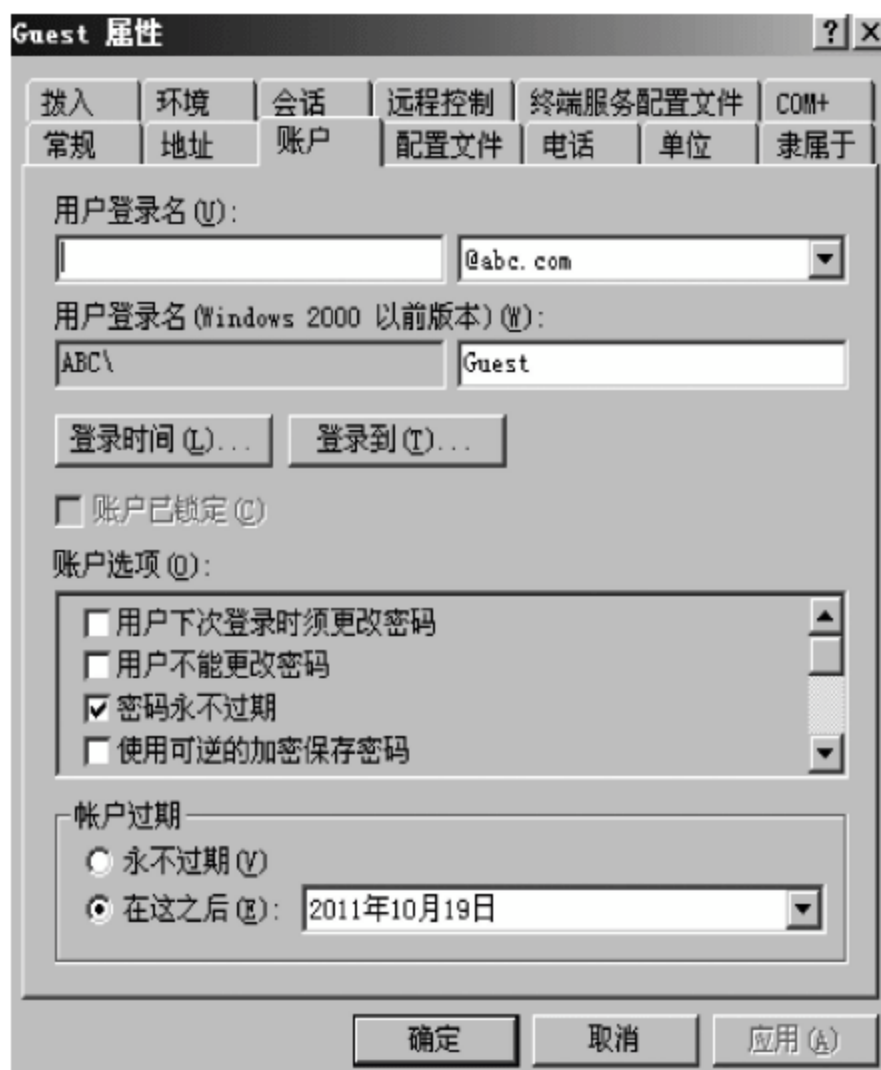 Guest 属性
拨入 环境 会话 远程控制 终端服务配置文件 COM+
常规 地址 账户 配置文件 电话 单位 隶属于
用户登录名(U):
@abc.com
用户登录名(Windows 2000 以前版本)(W):
ABC\ Guest
登录时间(L)... 登录到(T)...
账户已锁定(C)
账户选项(O):
用户下次登录时须更改密码
用户不能更改密码
密码永不过期
使用可逆的加密保存密码
帐户过期
永不过期(V)
在这之后(E): 2011年10月19日
确定 取消 应用(A)